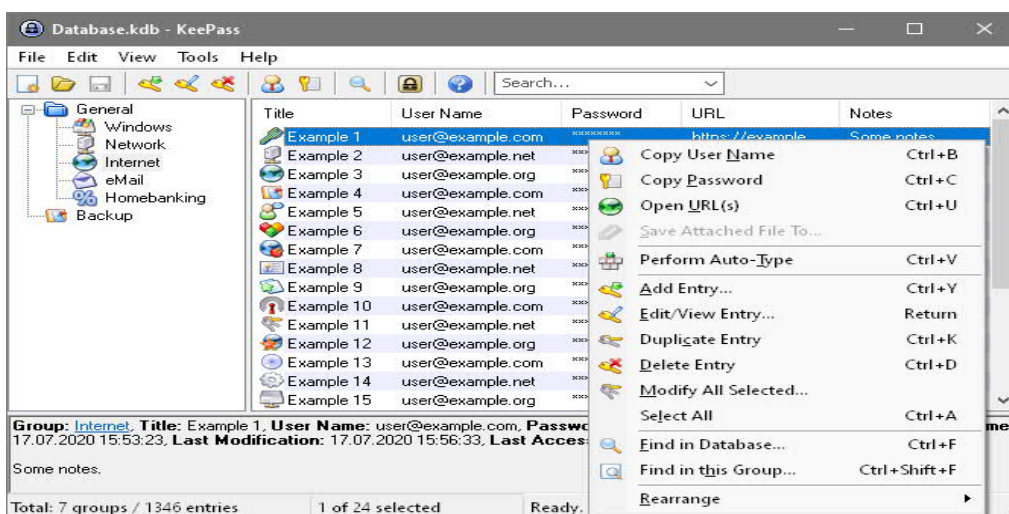 Database.kdb - KeePass
File Edit View Tools Help
Search...
General
Windows
Network
Internet
eMail
Homebanking
Backup
Title User Name Password URL Notes
Example 1 user@example.com ******** https://example Some notes
Example 2 user@example.net ***
Example 3 user@example.org ***
Example 4 user@example.com ***
Example 5 user@example.net ***
Example 6 user@example.org ***
Example 7 user@example.com ***
Example 8 user@example.net ***
Example 9 user@example.org ***
Example 10 user@example.com ***
Example 11 user@example.net ***
Example 12 user@example.org ***
Example 13 user@example.com ***
Example 14 user@example.net ***
Example 15 user@example.org ***
Copy User Name Ctrl+B
Copy Password Ctrl+C
Open URL(s) Ctrl+U
Save Attached File To...
Perform Auto-Type Ctrl+V
Add Entry... Ctrl+Y
Edit/View Entry... Return
Duplicate Entry Ctrl+K
Delete Entry Ctrl+D
Modify All Selected...
Select All Ctrl+A
Find in Database... Ctrl+F
Find in this Group... Ctrl+Shift+F
Rearrange
Group: Internet, Title: Example 1, User Name: user@example.com, Passwo me
17.07.2020 15:53:23, Last Modification: 17.07.2020 15:56:33, Last Acces
Some notes.
Total: 7 groups / 1346 entries 1 of 24 selected Ready.